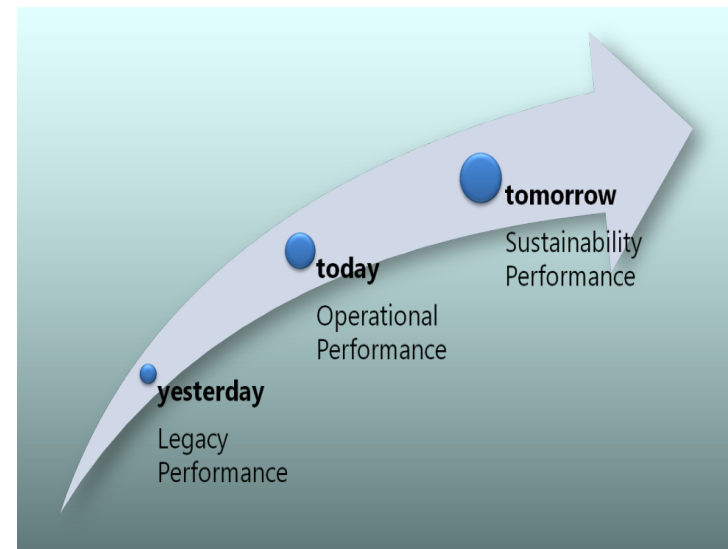 tomorrow
Sustainability
Performance
today
Operational
Performance
yesterday
Legacy
Performance